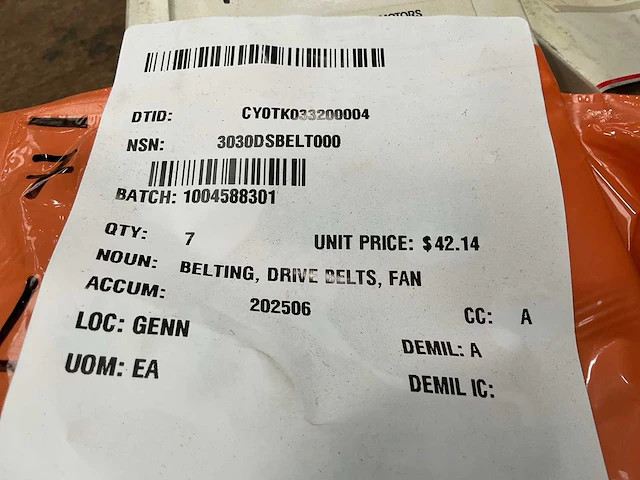 MOTORS
DTID: CY0TK033200004
NSN: 3030DSBELT000
BATCH: 1004588301
QTY: 7 UNIT PRICE: $42.14
NOUN: BELTING, DRIVE BELTS, FAN
ACCUM: 202506
CC: A
LOC: GENN
DEMIL: A
UOM: EA
DEMIL IC: